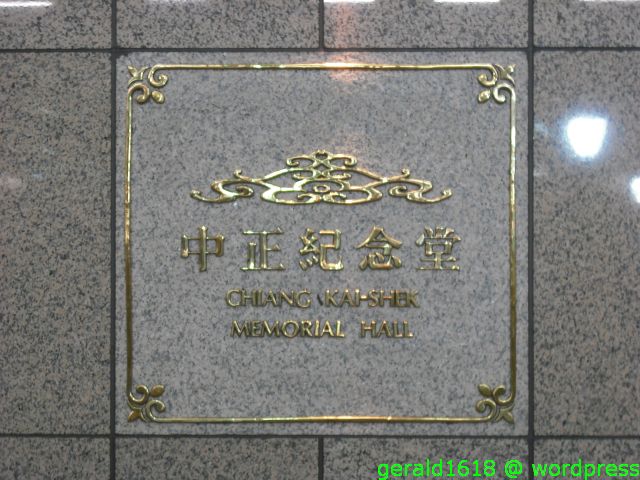 中正紀念堂
CHIANG KAI-SHEK
MEMORIAL HALL
gerald1618 @ wordpress